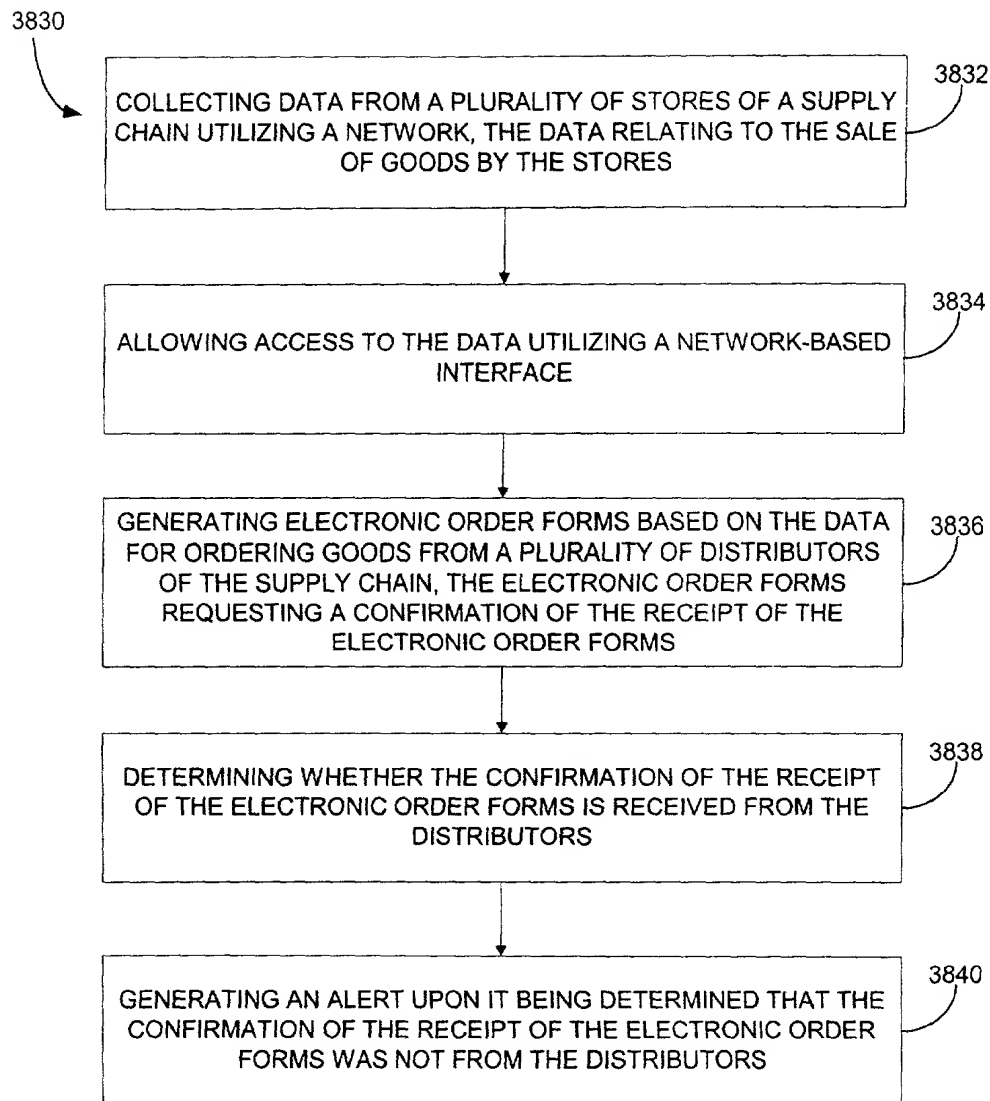 3830
COLLECTING DATA FROM A PLURALITY OF STORES OF A SUPPLY
CHAIN UTILIZING A NETWORK, THE DATA RELATING TO THE SALE
OF GOODS BY THE STORES
3832
ALLOWING ACCESS TO THE DATA UTILIZING A NETWORK-BASED
INTERFACE
3834
GENERATING ELECTRONIC ORDER FORMS BASED ON THE DATA
FOR ORDERING GOODS FROM A PLURALITY OF DISTRIBUTORS
OF THE SUPPLY CHAIN, THE ELECTRONIC ORDER FORMS
REQUESTING A CONFIRMATION OF THE RECEIPT OF THE
ELECTRONIC ORDER FORMS
3836
DETERMINING WHETHER THE CONFIRMATION OF THE RECEIPT
OF THE ELECTRONIC ORDER FORMS IS RECEIVED FROM THE
DISTRIBUTORS
3838
GENERATING AN ALERT UPON IT BEING DETERMINED THAT THE
CONFIRMATION OF THE RECEIPT OF THE ELECTRONIC ORDER
FORMS WAS NOT FROM THE DISTRIBUTORS
3840